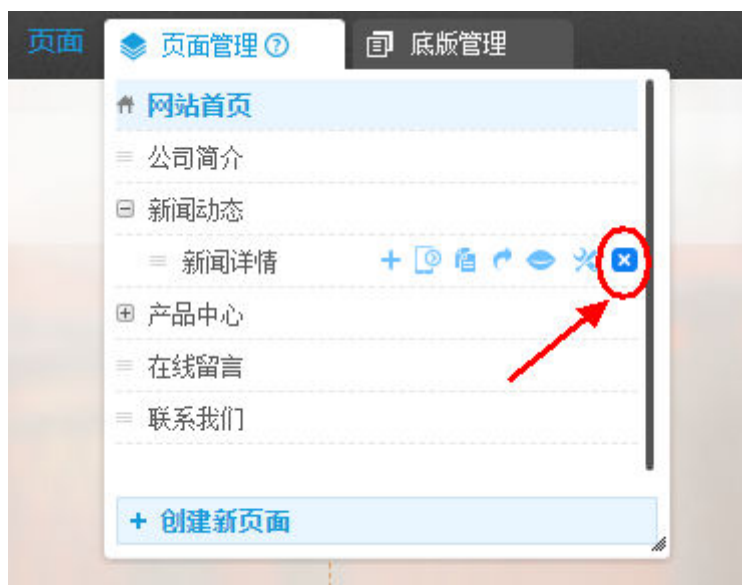 页面 页面管理 底版管理
网站首页
公司简介
新闻动态
新闻详情
产品中心
在线留言
联系我们
+ 创建新页面